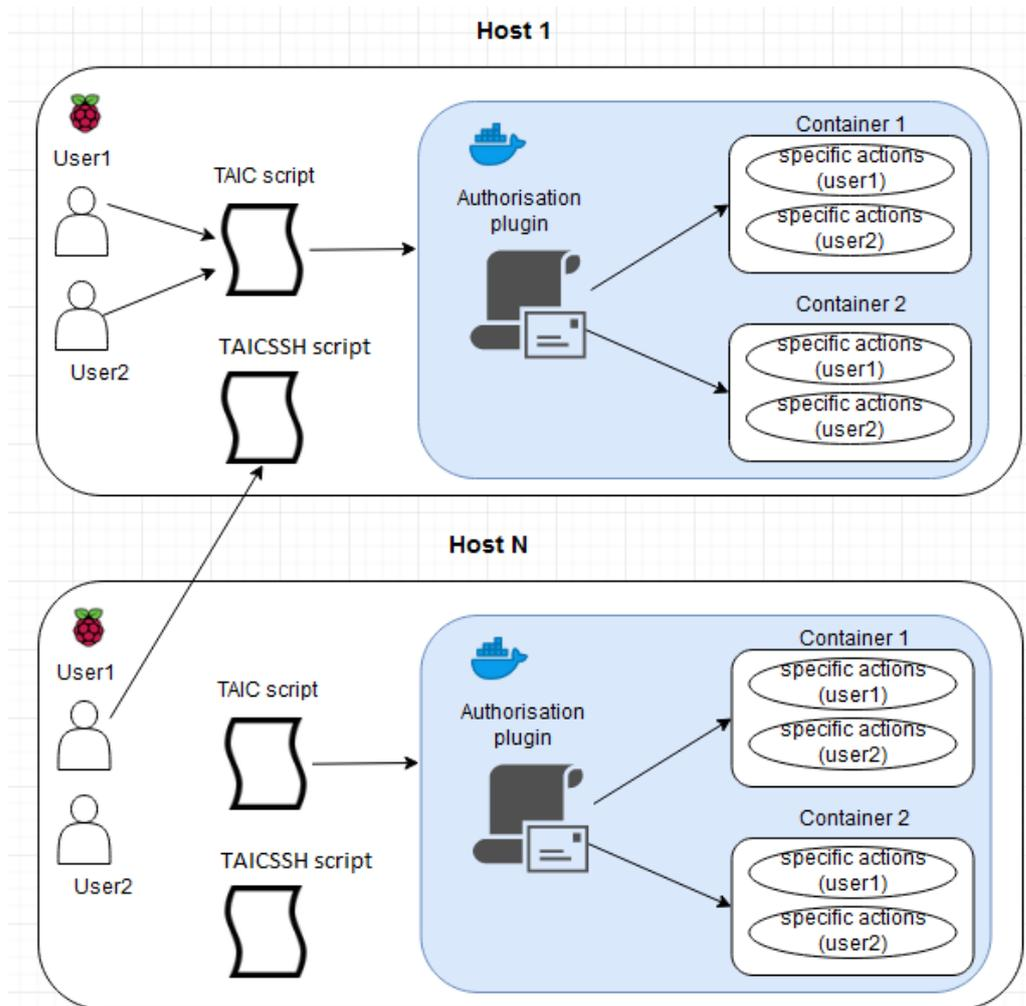 Host 1
User1
TAIC script
User2
TAICSSH script
Authorisation
plugin
Container 1
specific actions
(user1)
specific actions
(user2)
Container 2
specific actions
(user1)
specific actions
(user2)
Host N
User1
TAIC script
User2
TAICSSH script
Authorisation
plugin
Container 1
specific actions
(user1)
specific actions
(user2)
Container 2
specific actions
(user1)
specific actions
(user2)